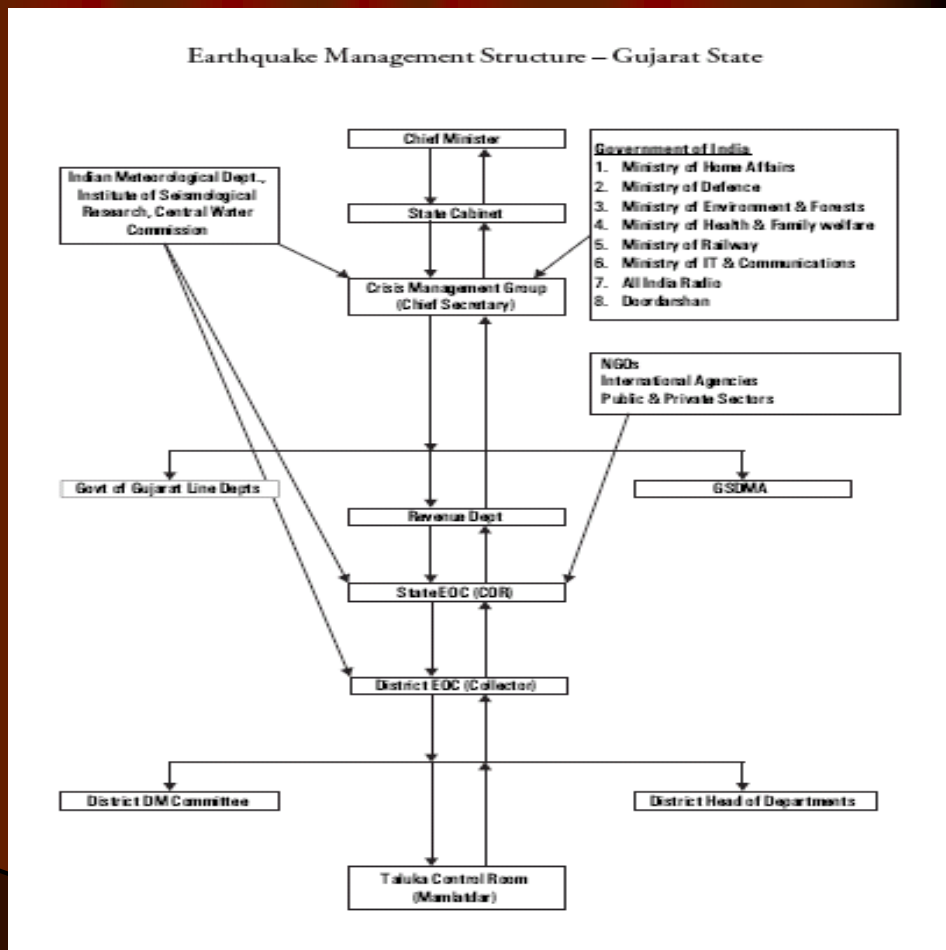 Earthquake Management Structure – Gujarat State
Chief Minister
Government of India
1. Ministry of Home Affairs
2. Ministry of Defence
3. Ministry of Environment & Forests
4. Ministry of Health & Family welfare
5. Ministry of Railway
6. Ministry of IT & Communications
7. All India Radio
8. Doordarshan
Indian Meteorological Dept.,
Institute of Seismological
Research, Central Water
Commission
State Cabinet
Crisis Management Group
(Chief Secretary)
NGOs
International Agencies
Public & Private Sectors
Govt of Gujarat Line Depts
GSDMA
Revenue Dept
State EOC (COR)
District EOC (Collector)
District DM Committee
District Head of Departments
Taluka Control Room
(Mamlatdar)